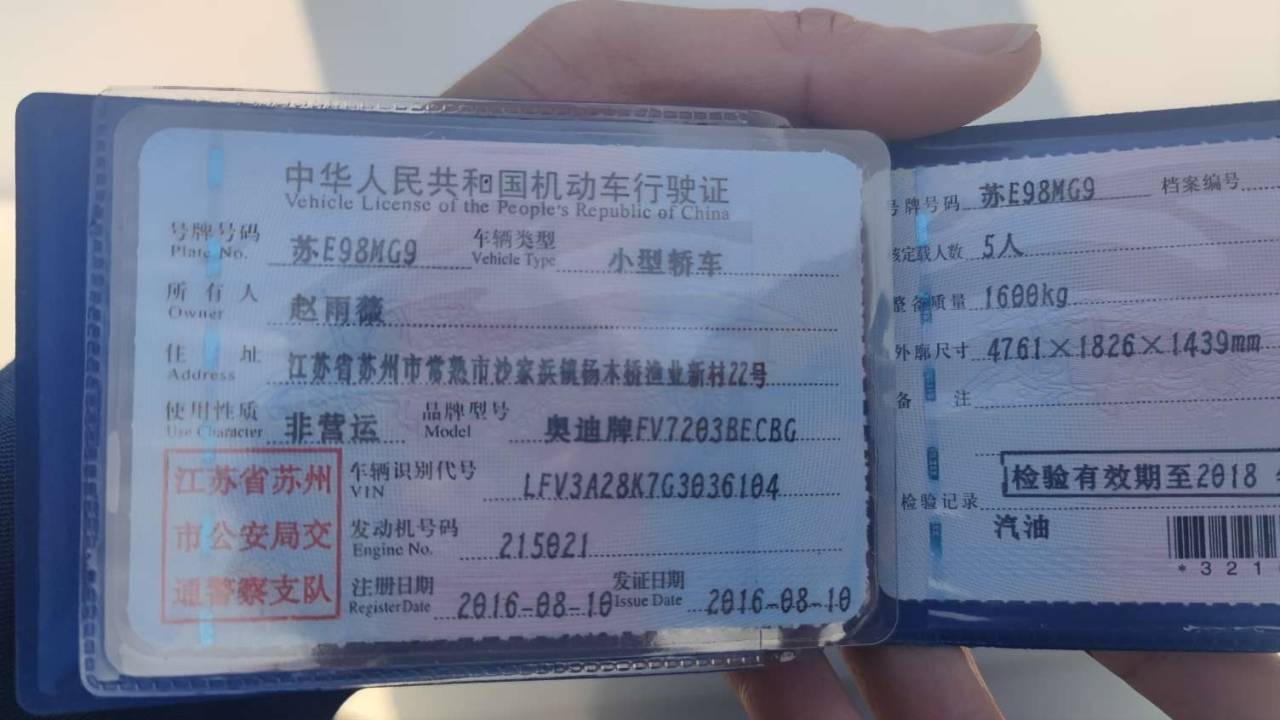 中华人民共和国机动车行驶证
Vehicle License of the People's Republic of China
号牌号码 苏E98MG9 车辆类型 小型轿车
Plate No. Vehicle Type
所有人 赵雨薇
Owner
住址 江苏省苏州市常熟市沙家浜镇杨木桥渔业新村22号
Address
使用性质 非营运 品牌型号 奥迪牌FV7203BECBG
Use Character Model
江苏省苏州
市公安局交
通警察支队
车辆识别代号 LFV3A28K7G3036104
VIN
发动机号码 215021
Engine No.
注册日期 2016-08-10 发证日期 2016-08-10
Register Date Issue Date
号牌号码 苏E98MG9 档案编号
核定载人数 5人
整备质量 1600kg
外廓尺寸 4761×1826×1439mm
备注
检验有效期至2018
检验记录
汽油
*321